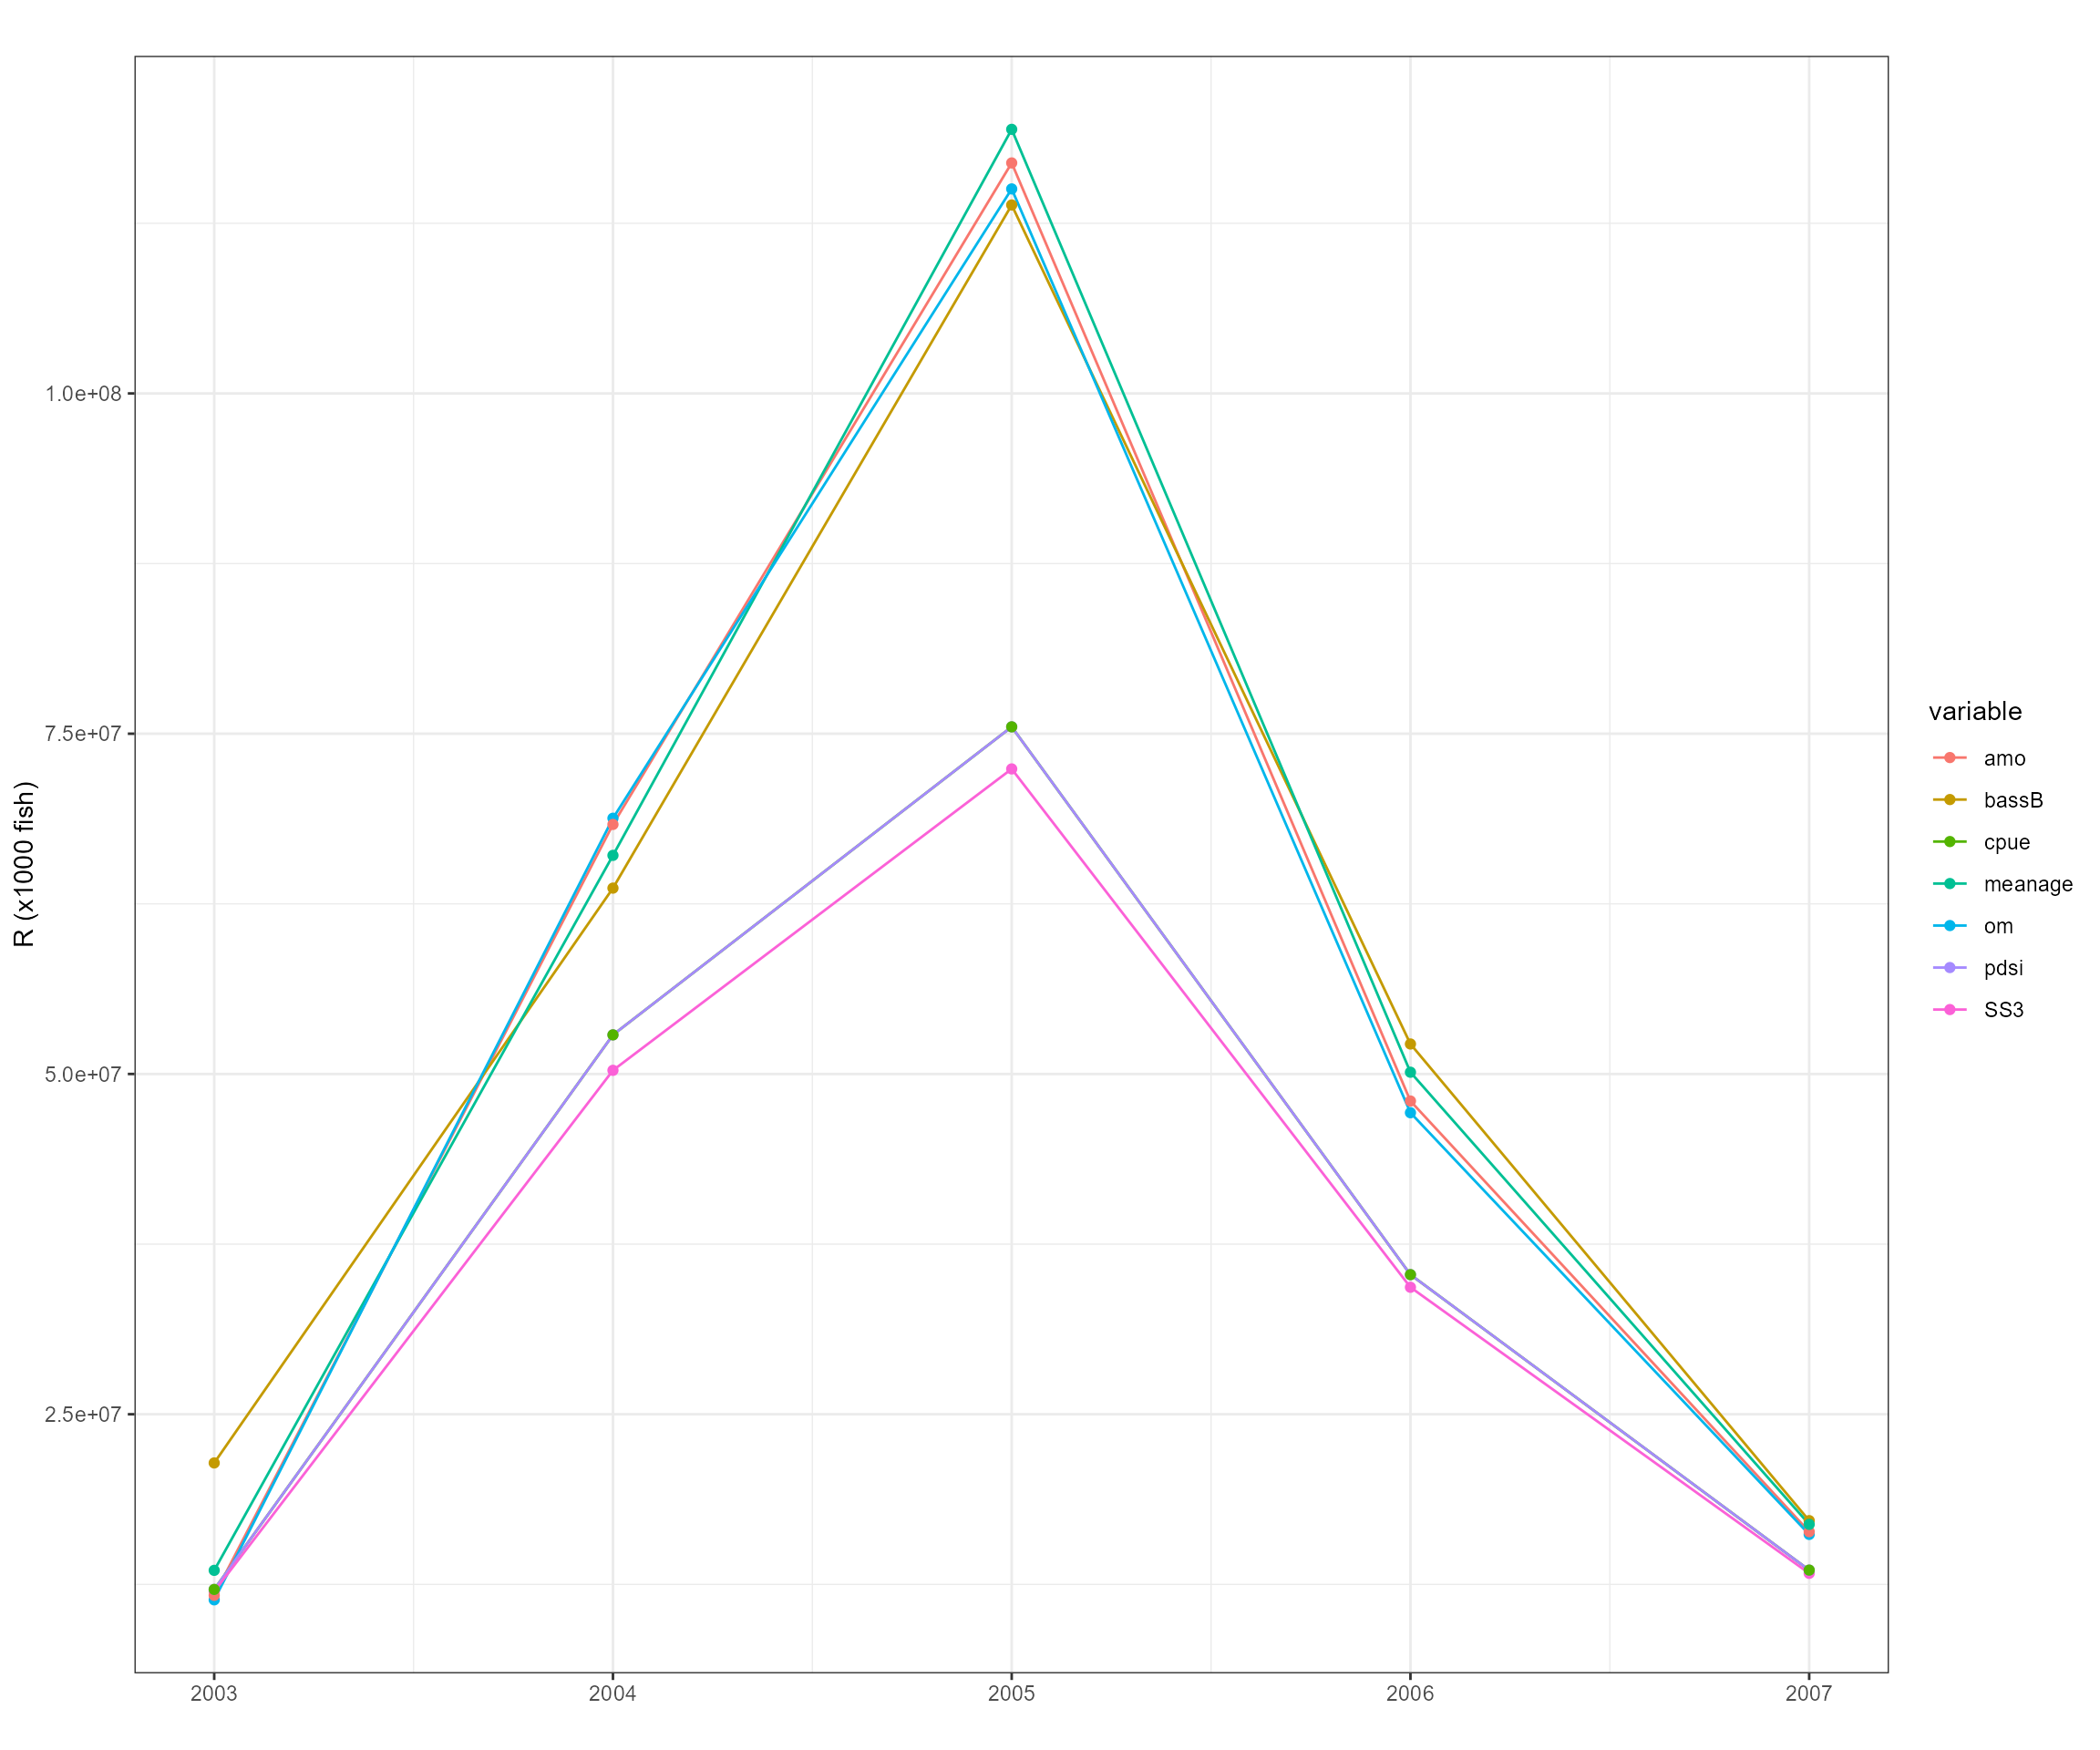 R (x1000 fish)
1.0e+08
7.5e+07
5.0e+07
2.5e+07
2003
2004
2005
2006
2007
variable
amo
bassB
cpue
meanage
om
pdsi
SS3